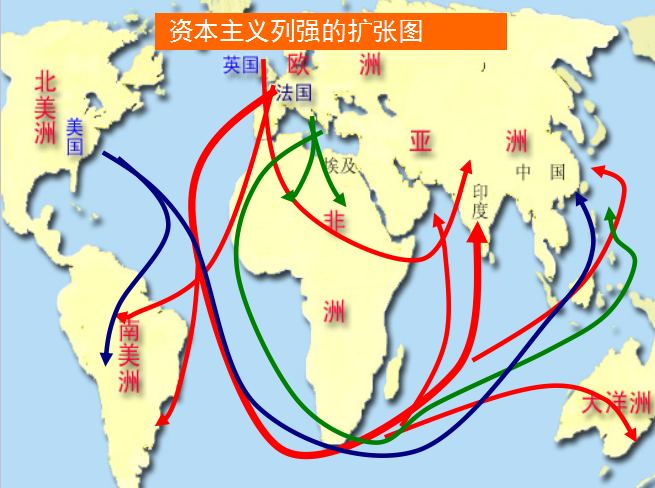 资本主义列强的扩张图
英国
欧
洲
北美洲
法国
美国
亚
洲
埃及
中
国
印度
非
洲
南美洲
大洋洲